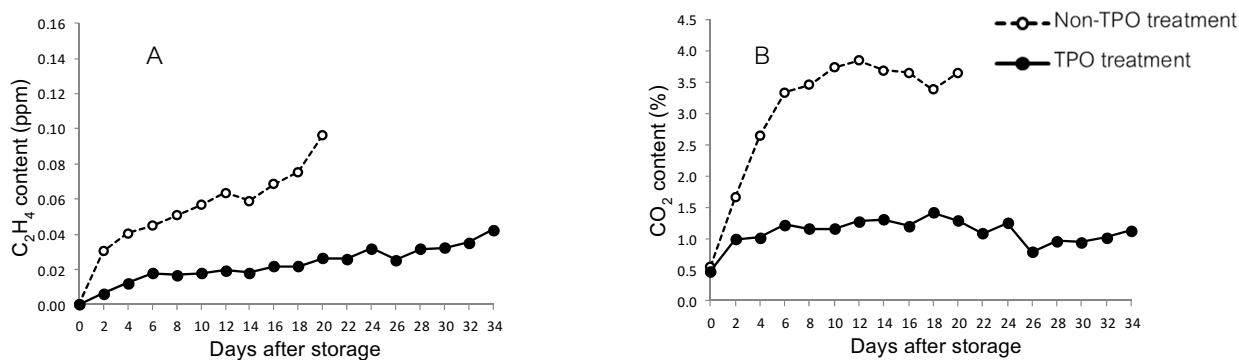 A
C2H4 content (ppm)
0.16
0.14
0.12
0.10
0.08
0.06
0.04
0.02
0.00
0 2 4 6 8 10 12 14 16 18 20 22 24 26 28 30 32 34
Days after storage
B
CO2 content (%)
4.5
4.0
3.5
3.0
2.5
2.0
1.5
1.0
0.5
0.0
0 2 4 6 8 10 12 14 16 18 20 22 24 26 28 30 32 34
Days after storage
Non-TPO treatment
TPO treatment